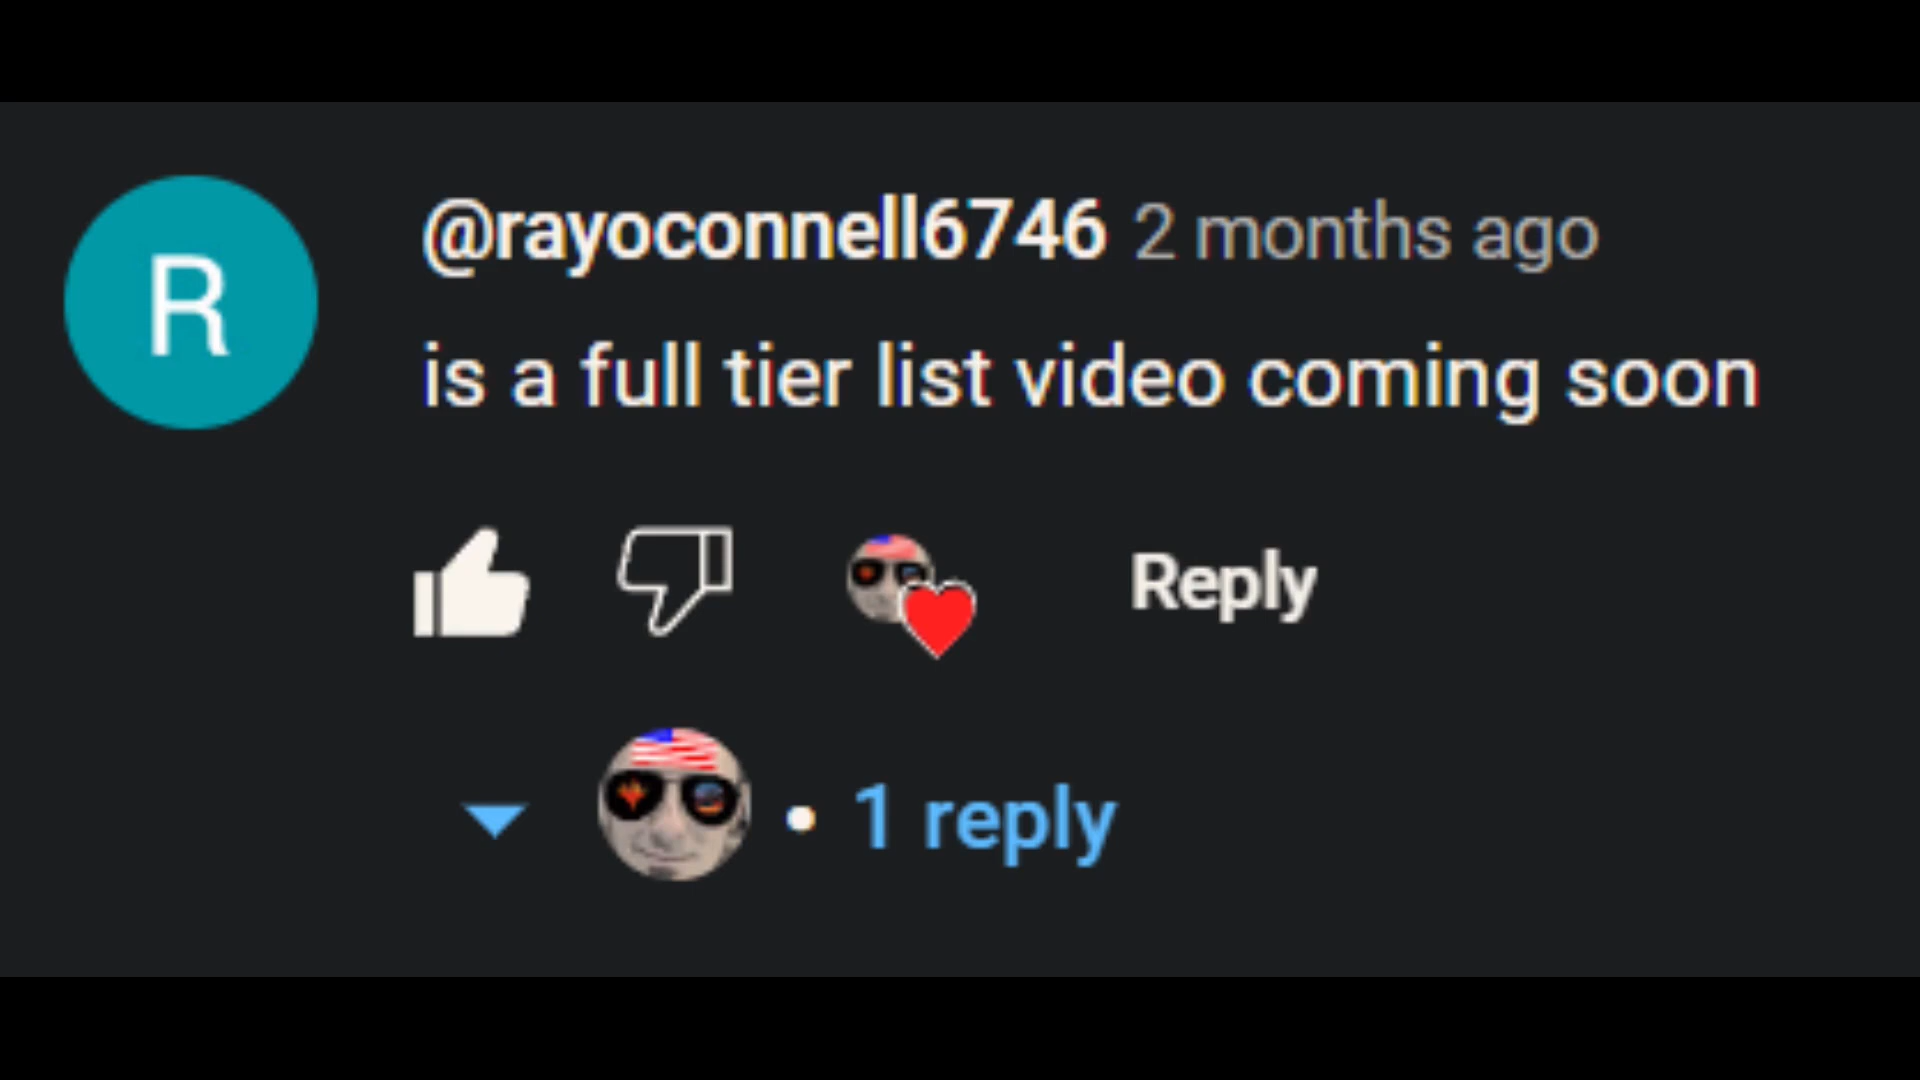 R
@rayoconnell6746 2 months ago
is a full tier list video coming soon
Reply
1 reply